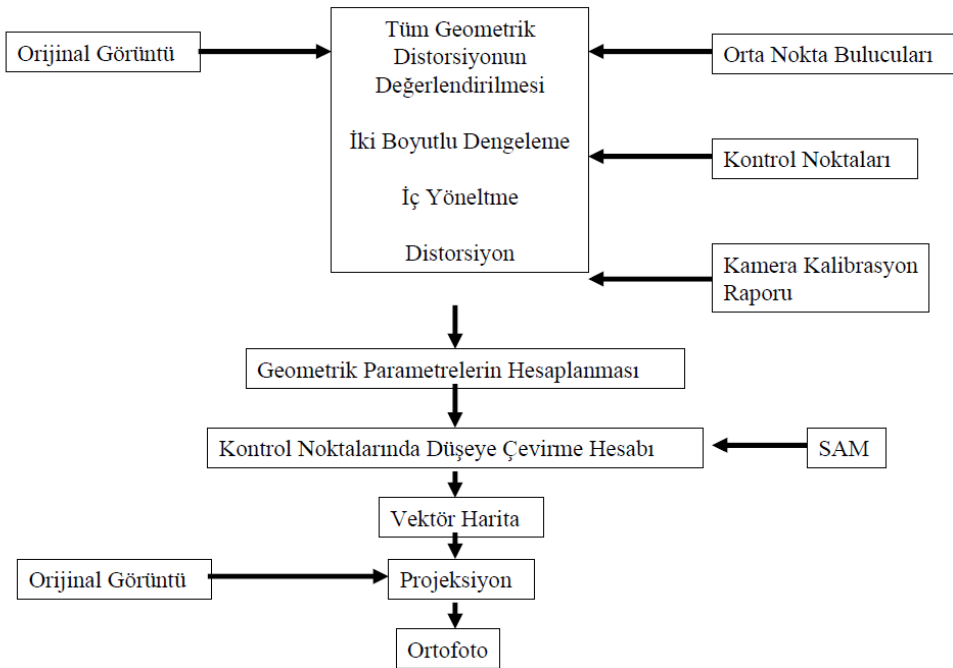 Tüm Geometrik
Distorsiyonun
Değerlendirilmesi
İki Boyutlu Dengeleme
İç Yöneltme
Distorsiyon
Orijinal Görüntü
Orta Nokta Bulucuları
Kontrol Noktaları
Kamera Kalibrasyon
Raporu
Geometrik Parametrelerin Hesaplanması
Kontrol Noktalarında Düşeye Çevirme Hesabı
SAM
Vektör Harita
Orijinal Görüntü
Projeksiyon
Ortofoto